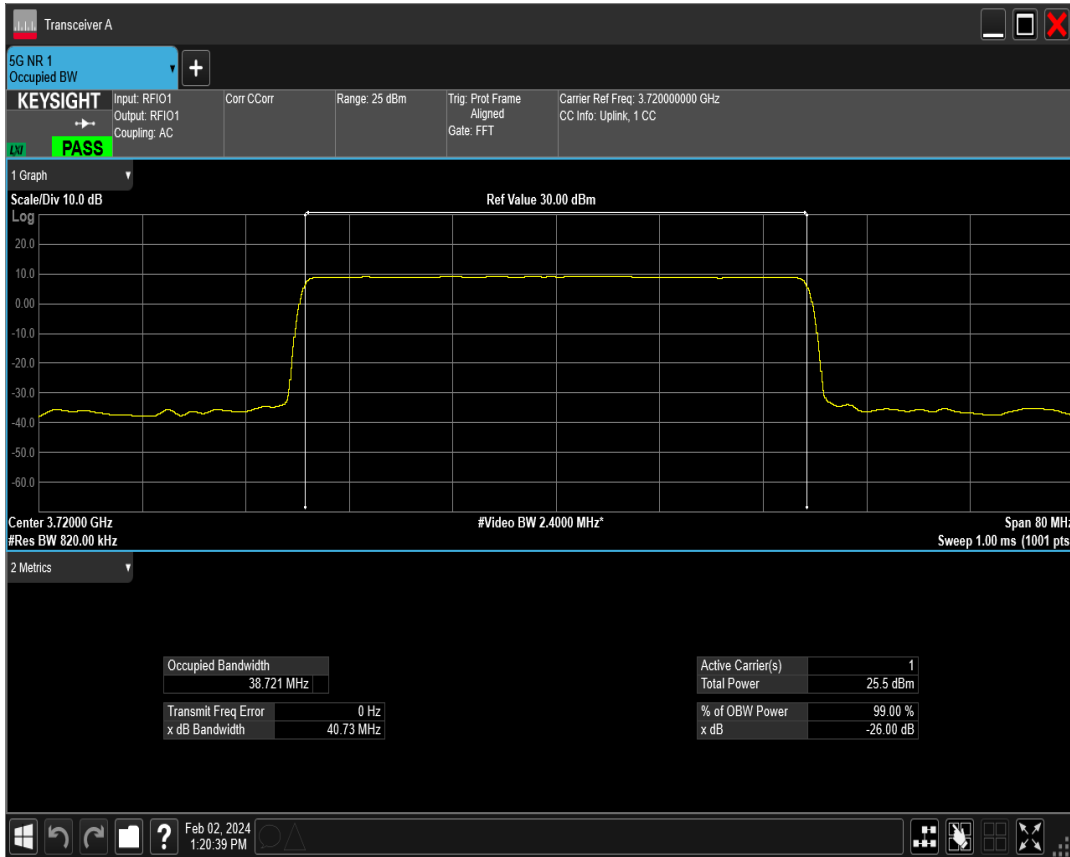 Transceiver A
5G NR 1
Occupied BW
KEYSIGHT
LXI
PASS
Input: RFIO1
Output: RFIO1
Coupling: AC
Corr CCorr
Range: 25 dBm
Trig: Prot Frame
Aligned
Gate: FFT
Carrier Ref Freq: 3.720000000 GHz
CC Info: Uplink, 1 CC
1 Graph
Scale/Div 10.0 dB
Ref Value 30.00 dBm
Log
20.0
10.0
0.00
-10.0
-20.0
-30.0
-40.0
-50.0
-60.0
Center 3.72000 GHz
#Video BW 2.4000 MHz*
Span 80 MHz
#Res BW 820.00 kHz
Sweep 1.00 ms (1001 pts
2 Metrics
Occupied Bandwidth
38.721 MHz
Transmit Freq Error 0 Hz
x dB Bandwidth 40.73 MHz
Active Carrier(s) 1
Total Power 25.5 dBm
% of OBW Power 99.00 %
x dB -26.00 dB
?
Feb 02, 2024
1:20:39 PM